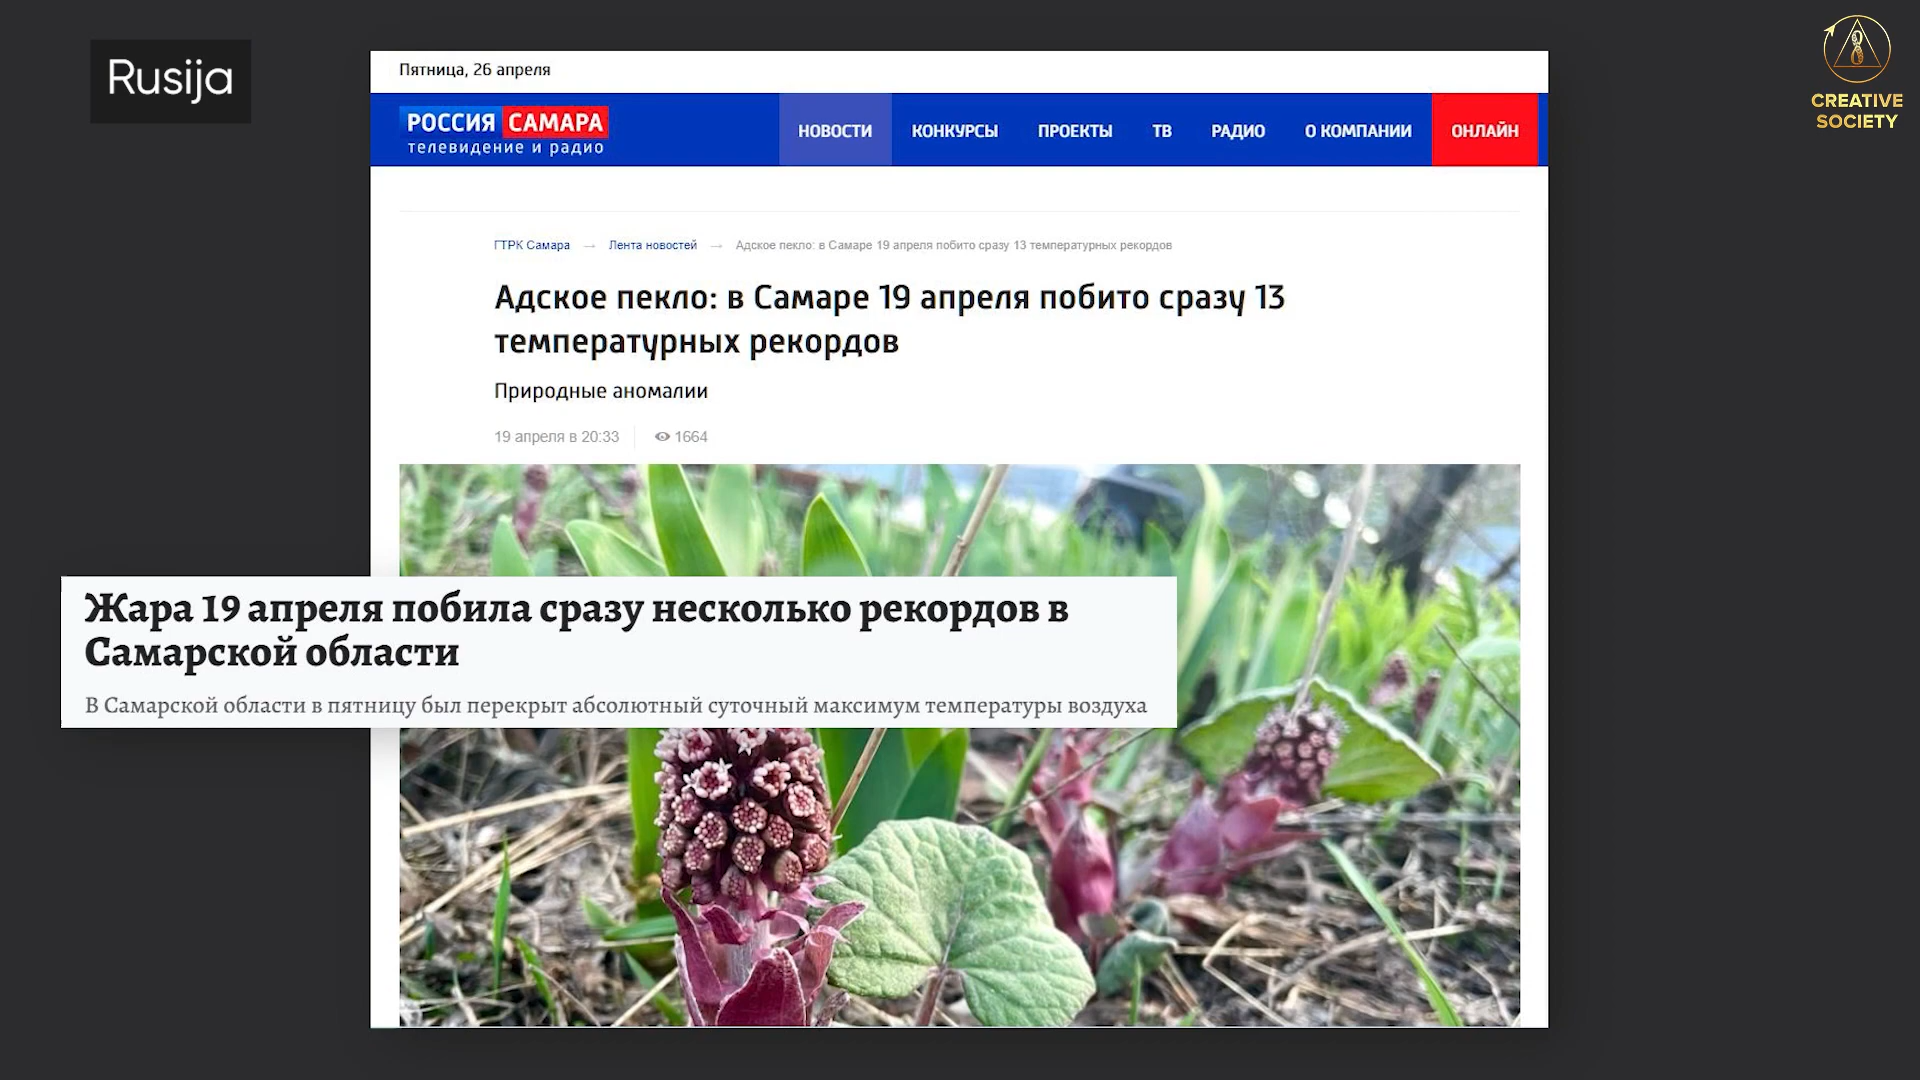 Rusija
CREATIVE
SOCIETY
Пятница, 26 апреля
РОССИЯ САМАРА
телевидение и радио
НОВОСТИ КОНКУРСЫ ПРОЕКТЫ ТВ РАДИО О КОМПАНИИ ОНЛАЙН
ГТРК Самара → Лента новостей → Адское пекло: в Самаре 19 апреля побито сразу 13 температурных рекордов
Адское пекло: в Самаре 19 апреля побито сразу 13
температурных рекордов
Природные аномалии
19 апреля в 20:33 1664
Жара 19 апреля побила сразу несколько рекордов в
Самарской области
В Самарской области в пятницу был перекрыт абсолютный суточный максимум температуры воздуха